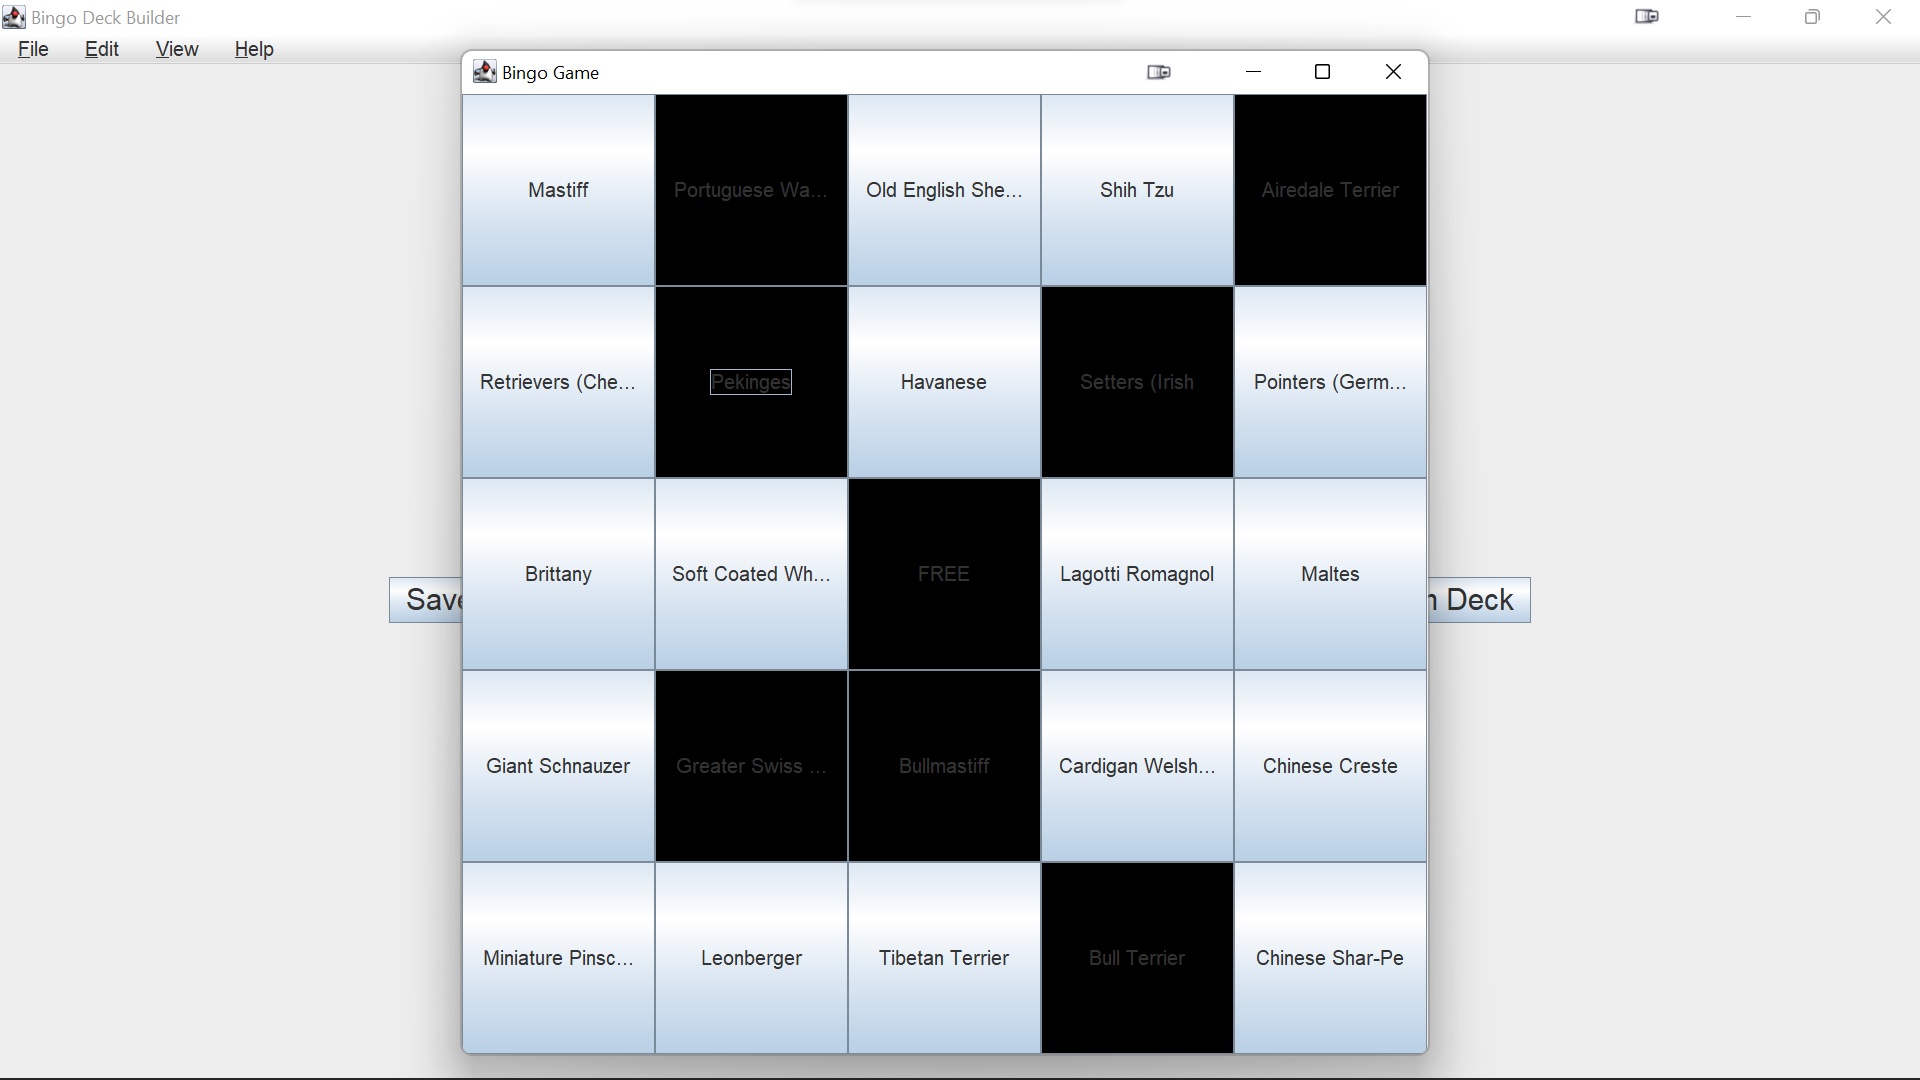 Bingo Deck Builder
File Edit View Help
Bingo Game
Mastiff Portuguese Wa... Old English She... Shih Tzu Airedale Terrier
Retrievers (Che... Pekinges Havanese Setters (Irish Pointers (Germ...
Brittany Soft Coated Wh... FREE Lagotti Romagnol Maltes
Save n Deck
Giant Schnauzer Greater Swiss ... Bullmastiff Cardigan Welsh... Chinese Creste
Miniature Pinsc... Leonberger Tibetan Terrier Bull Terrier Chinese Shar-Pe